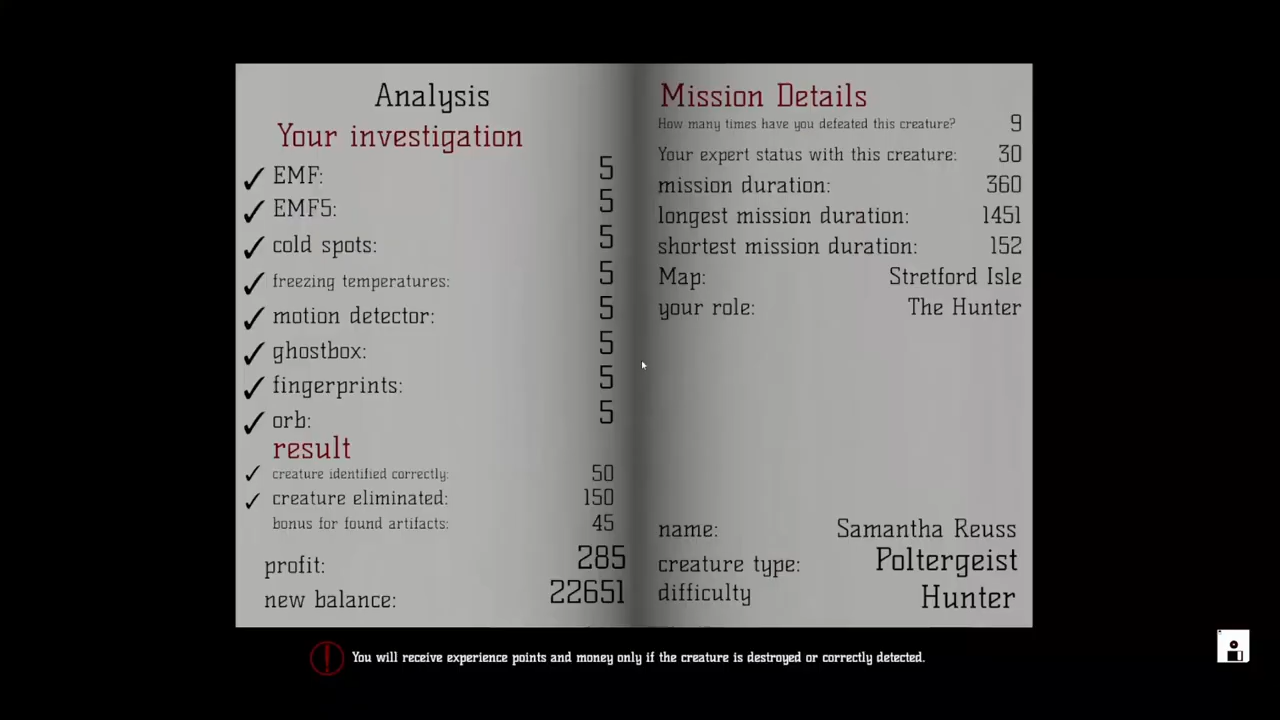 Analysis
Your investigation
EMF: 5
EMF5: 5
cold spots: 5
freezing temperatures: 5
motion detector: 5
ghostbox: 5
fingerprints: 5
orb: 5
result
creature identified correctly: 50
creature eliminated: 150
bonus for found artifacts: 45
profit: 285
new balance: 22651
Mission Details
How many times have you defeated this creature? 9
Your expert status with this creature: 30
mission duration: 360
longest mission duration: 1451
shortest mission duration: 152
Map: Stretford Isle
your role: The Hunter
name: Samantha Reuss
creature type: Poltergeist
difficulty Hunter
You will receive experience points and money only if the creature is destroyed or correctly detected.